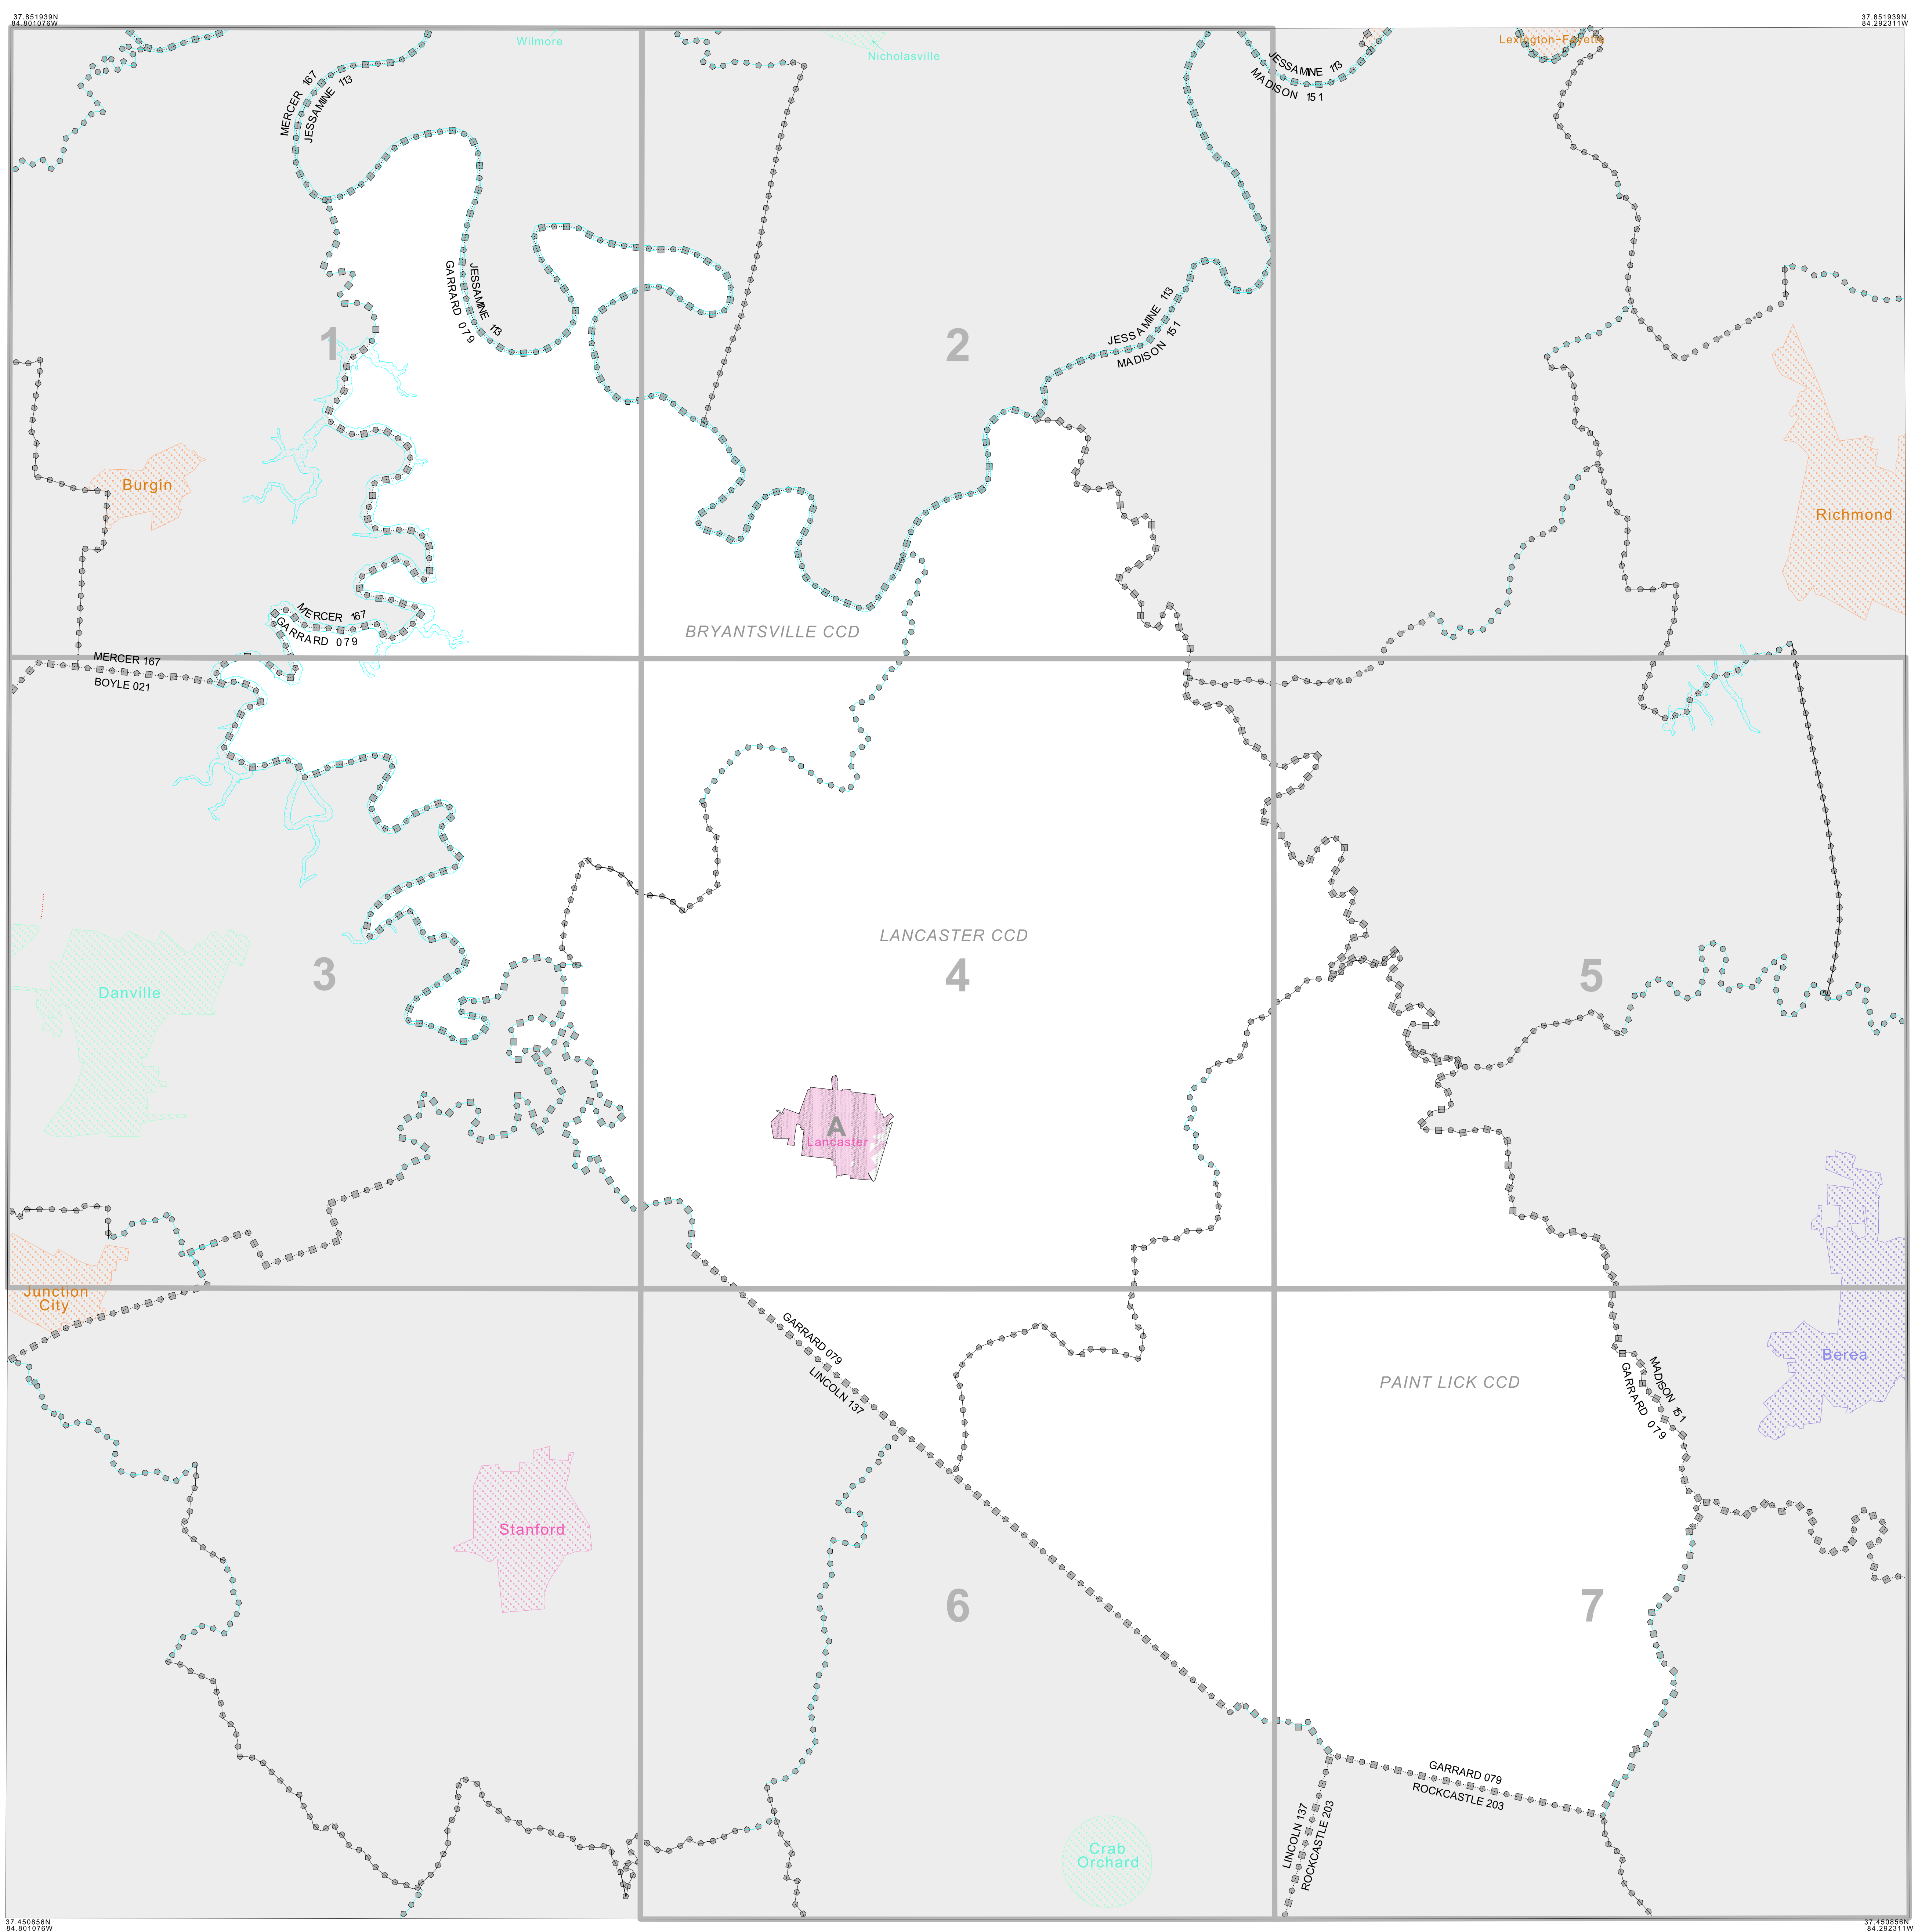 37.851939N
84.801076W
37.851939N
84.292311W
Wilmore
Nicholasville
Lexington-Fayette
MERCER 167
JESSAMINE 113
JESSAMINE 113
MADISON 151
JESSAMINE 113
GARRARD 079
JESSAMINE 113
MADISON 151
1
2
Burgin
Richmond
MERCER 167
GARRARD 079
BRYANTSVILLE CCD
MERCER 167
BOYLE 021
LANCASTER CCD
3
4
5
Danville
A
Lancaster
Junction
City
GARRARD 079
LINCOLN 137
PAINT LICK CCD
MADISON 151
GARRARD 079
Berea
Stanford
6
7
GARRARD 079
ROCKCASTLE 203
LINCOLN 137
ROCKCASTLE 203
Crab
Orchard
37.450856N
84.801076W
37.450856N
84.292311W